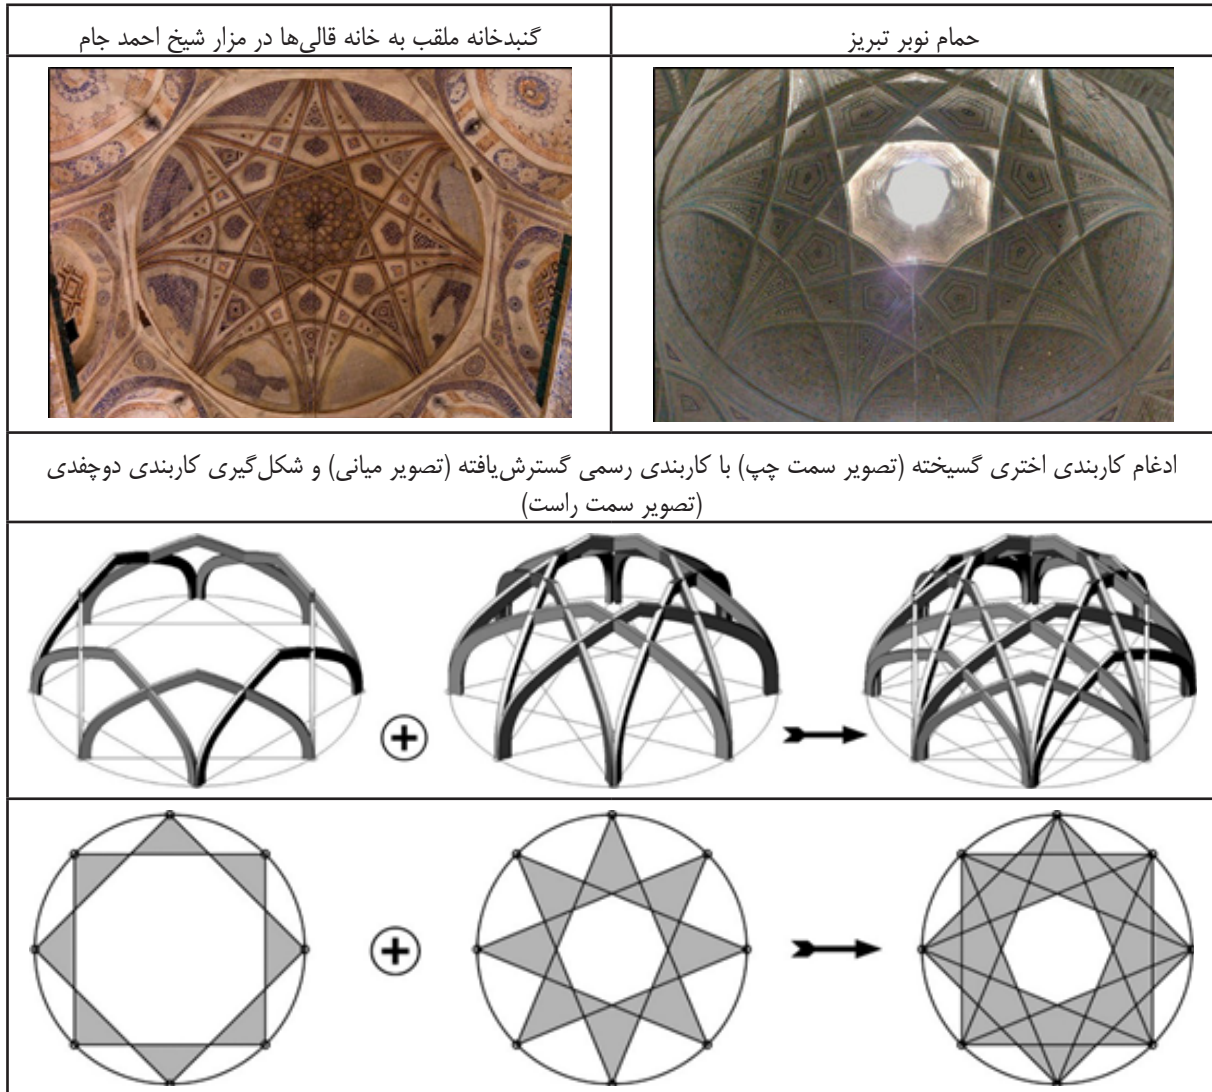 حمام نوبر تبریز
گنبدخانه ملقب به خانه قالی‌ها در مزار شیخ احمد جام
ادغام کاربندی اختری گسیخته (تصویر سمت چپ) با کاربندی رسمی گسترش‌یافته (تصویر میانی) و شکل‌گیری کاربندی دوچفدی
(تصویر سمت راست)